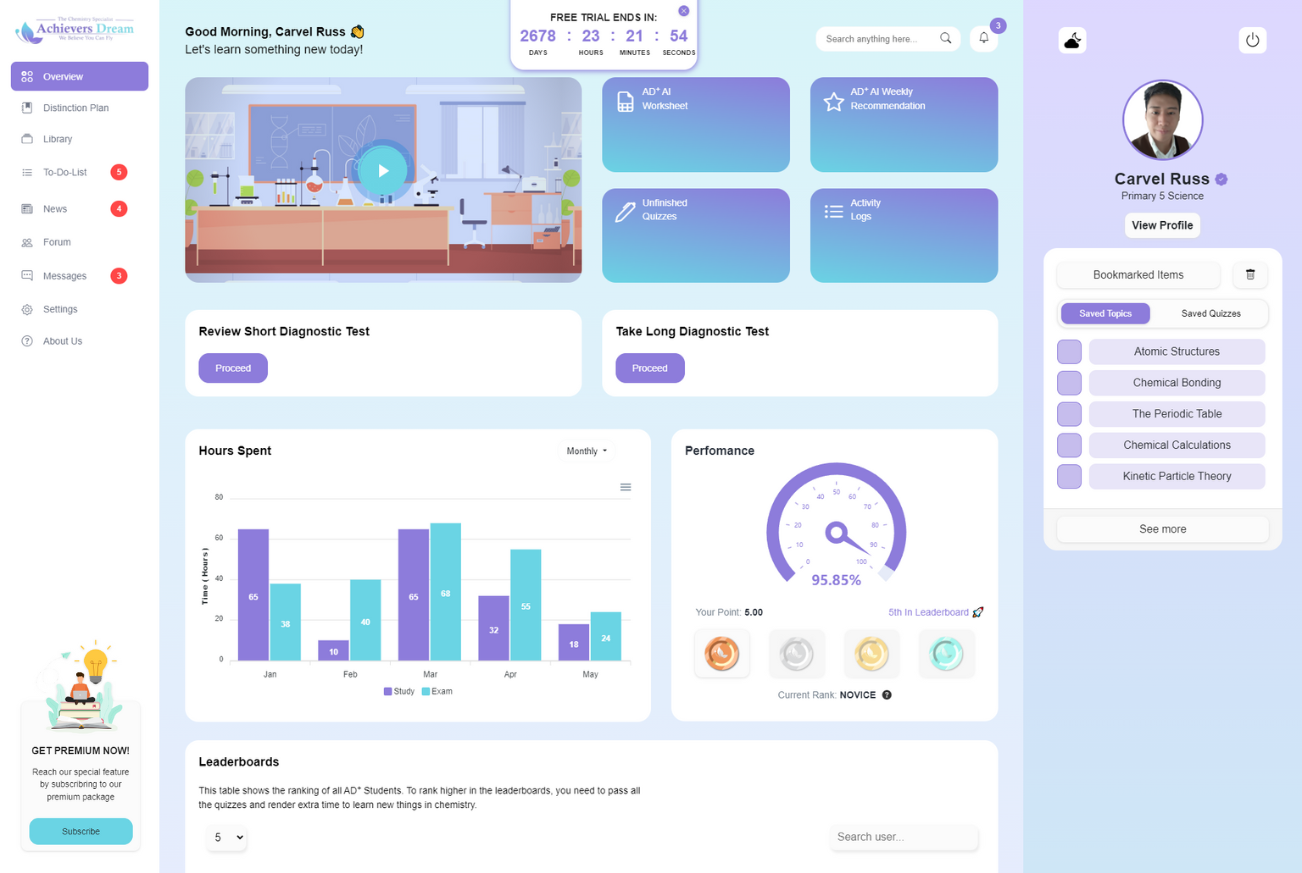 The Chemistry Specialist
Achievers Dream
We Believe You Can Fly
Overview
Distinction Plan
Library
To-Do-List 5
News 4
Forum
Messages 3
Settings
About Us
GET PREMIUM NOW!
Reach our special feature
by subscribring to our
premium package
Subscribe
Good Morning, Carvel Russ
Let's learn something new today!
FREE TRIAL ENDS IN:
2678 : 23 : 21 : 54
DAYS HOURS MINUTES SECONDS
Search anything here...
3
AD+ AI
Worksheet
AD+ AI Weekly
Recommendation
Unfinished
Quizzes
Activity
Logs
Review Short Diagnostic Test
Proceed
Take Long Diagnostic Test
Proceed
Hours Spent
Monthly
Time ( Hours )
80
60
40
20
0
65
38
10
40
65
68
32
55
18
24
Jan Feb Mar Apr May
Study Exam
Perfomance
0
10
20
30
40
50
60
70
80
90
100
95.85%
Your Point: 5.00
5th In Leaderboard
Current Rank: NOVICE ?
Leaderboards
This table shows the ranking of all AD+ Students. To rank higher in the leaderboards, you need to pass all
the quizzes and render extra time to learn new things in chemistry.
5
Search user...
Carvel Russ
Primary 5 Science
View Profile
Bookmarked Items
Saved Topics
Saved Quizzes
Atomic Structures
Chemical Bonding
The Periodic Table
Chemical Calculations
Kinetic Particle Theory
See more